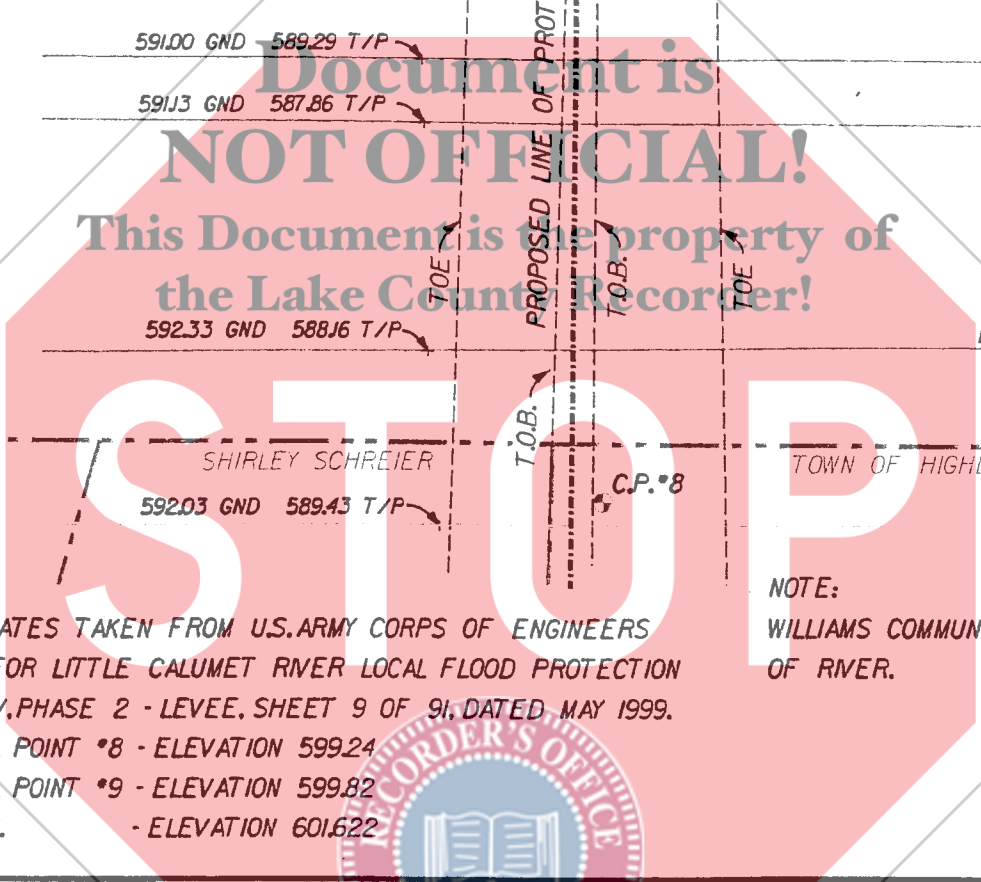 591.00 GND 589.29 T/P
591.13 GND 587.86 T/P
592.33 GND 588.16 T/P
TOE
PROPOSED LINE OF PROT
T.O.B.
TOE
T.O.B.
Document is
NOT OFFICIAL!
This Document is the property of
the Lake County Recorder!
STOP
SHIRLEY SCHREIER
TOWN OF HIGHL
592.03 GND 589.43 T/P
C.P. #8
NOTE:
WILLIAMS COMMUN
OF RIVER.
ATES TAKEN FROM U.S. ARMY CORPS OF ENGINEERS
FOR LITTLE CALUMET RIVER LOCAL FLOOD PROTECTION
, PHASE 2 - LEVEE, SHEET 9 OF 91, DATED MAY 1999.
POINT #8 - ELEVATION 599.24
POINT #9 - ELEVATION 599.82
. - ELEVATION 601.622
RECORDER'S OFFICE